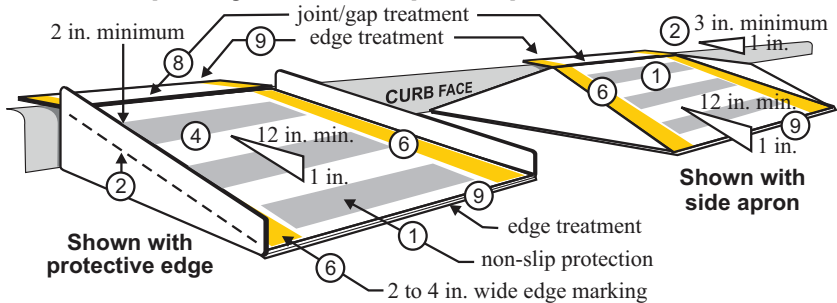 joint/gap treatment
2 in. minimum
8
9
edge treatment
2
3 in. minimum
1 in.
CURB FACE
1
6
4
12 in. min.
1 in.
6
12 in. min.
1 in.
9
2
9
Shown with
side apron
1
edge treatment
Shown with
protective edge
non-slip protection
6
2 to 4 in. wide edge marking